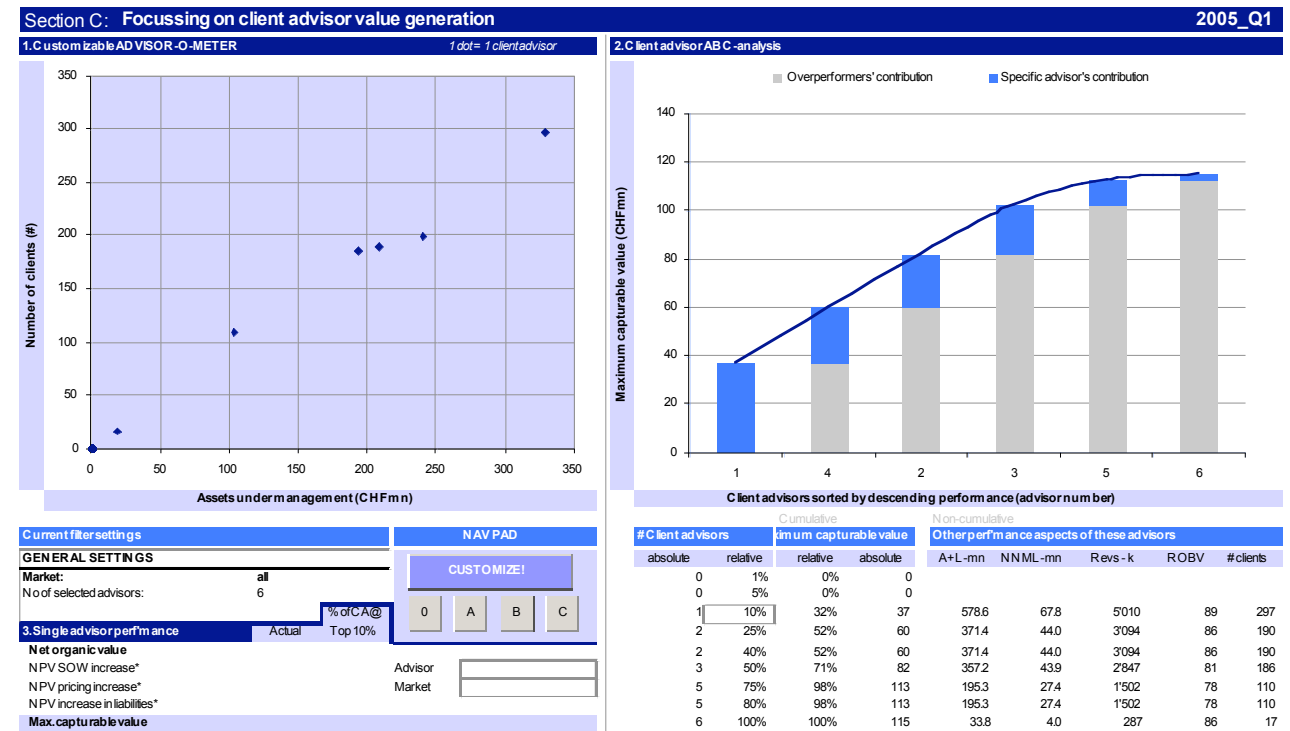 Section C: Focussing on client advisor value generation 2005_Q1
1. Customizable ADVISOR-O-METER 1 dot = 1 client advisor
2. Client advisor ABC-analysis
Overperformers' contribution Specific advisor's contribution
350
300
250
200
150
100
50
0
Number of clients (#)
0 50 100 150 200 250 300 350
Assets under management (CHFmn)
140
120
100
80
60
40
20
0
Maximum capturable value (CHFmn)
1 4 2 3 5 6
Client advisors sorted by descending performance (advisor number)
Current filter settings
NAV PAD
GENERAL SETTINGS
Market: all
No of selected advisors: 6
CUSTOMIZE!
0 A B C
% of CA @
3. Single advisor perf'mance Actual Top 10%
Net organic value
NPV SOW increase* Advisor
NPV pricing increase* Market
NPV increase in liabilities*
Max. capturable value
Cumulative Non-cumulative
# Client advisors ximum capturable value Other perf'mance aspects of these advisors
absolute relative relative absolute A+L-mn NNML-mn Revs-k ROBV # clients
0 1% 0% 0
0 5% 0% 0
1 10% 32% 37 578.6 67.8 5'010 89 297
2 25% 52% 60 371.4 44.0 3'094 86 190
2 40% 52% 60 371.4 44.0 3'094 86 190
3 50% 71% 82 357.2 43.9 2'847 81 186
5 75% 98% 113 195.3 27.4 1'502 78 110
5 80% 98% 113 195.3 27.4 1'502 78 110
6 100% 100% 115 33.8 4.0 287 86 17